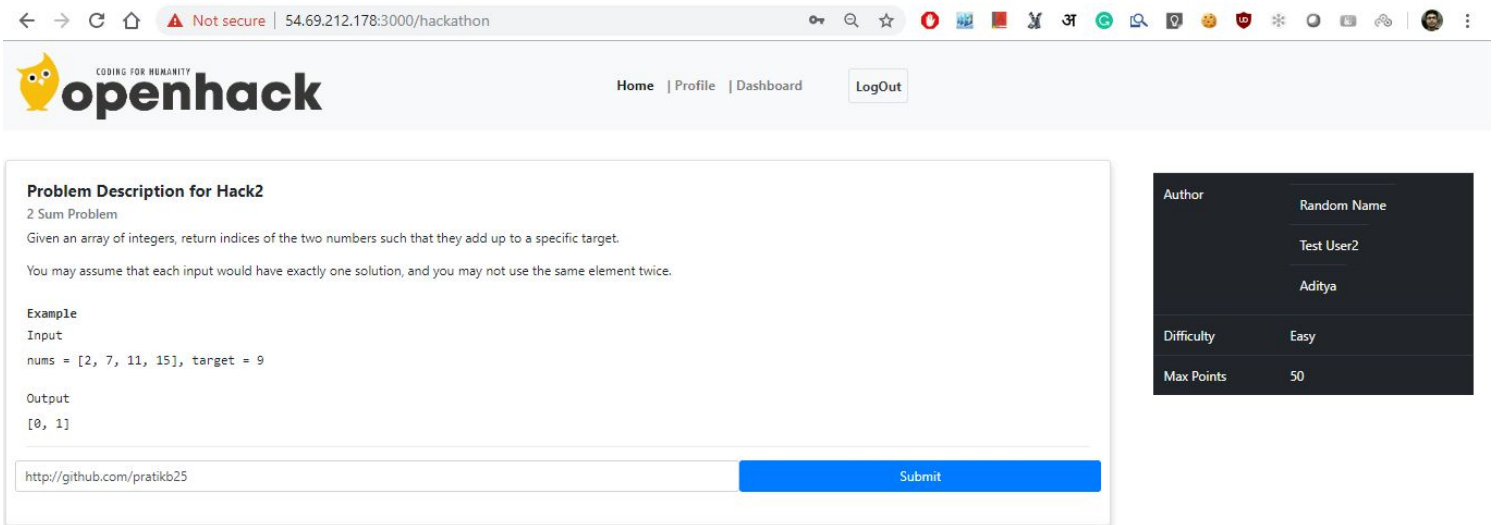 Not secure | 54.69.212.178:3000/hackathon
CODING FOR HUMANITY
openhack
Home | Profile | Dashboard LogOut
Problem Description for Hack2
2 Sum Problem
Given an array of integers, return indices of the two numbers such that they add up to a specific target.
You may assume that each input would have exactly one solution, and you may not use the same element twice.
Example
Input
nums = [2, 7, 11, 15], target = 9
Output
[0, 1]
http://github.com/pratikb25 Submit
Author Random Name
Test User2
Aditya
Difficulty Easy
Max Points 50